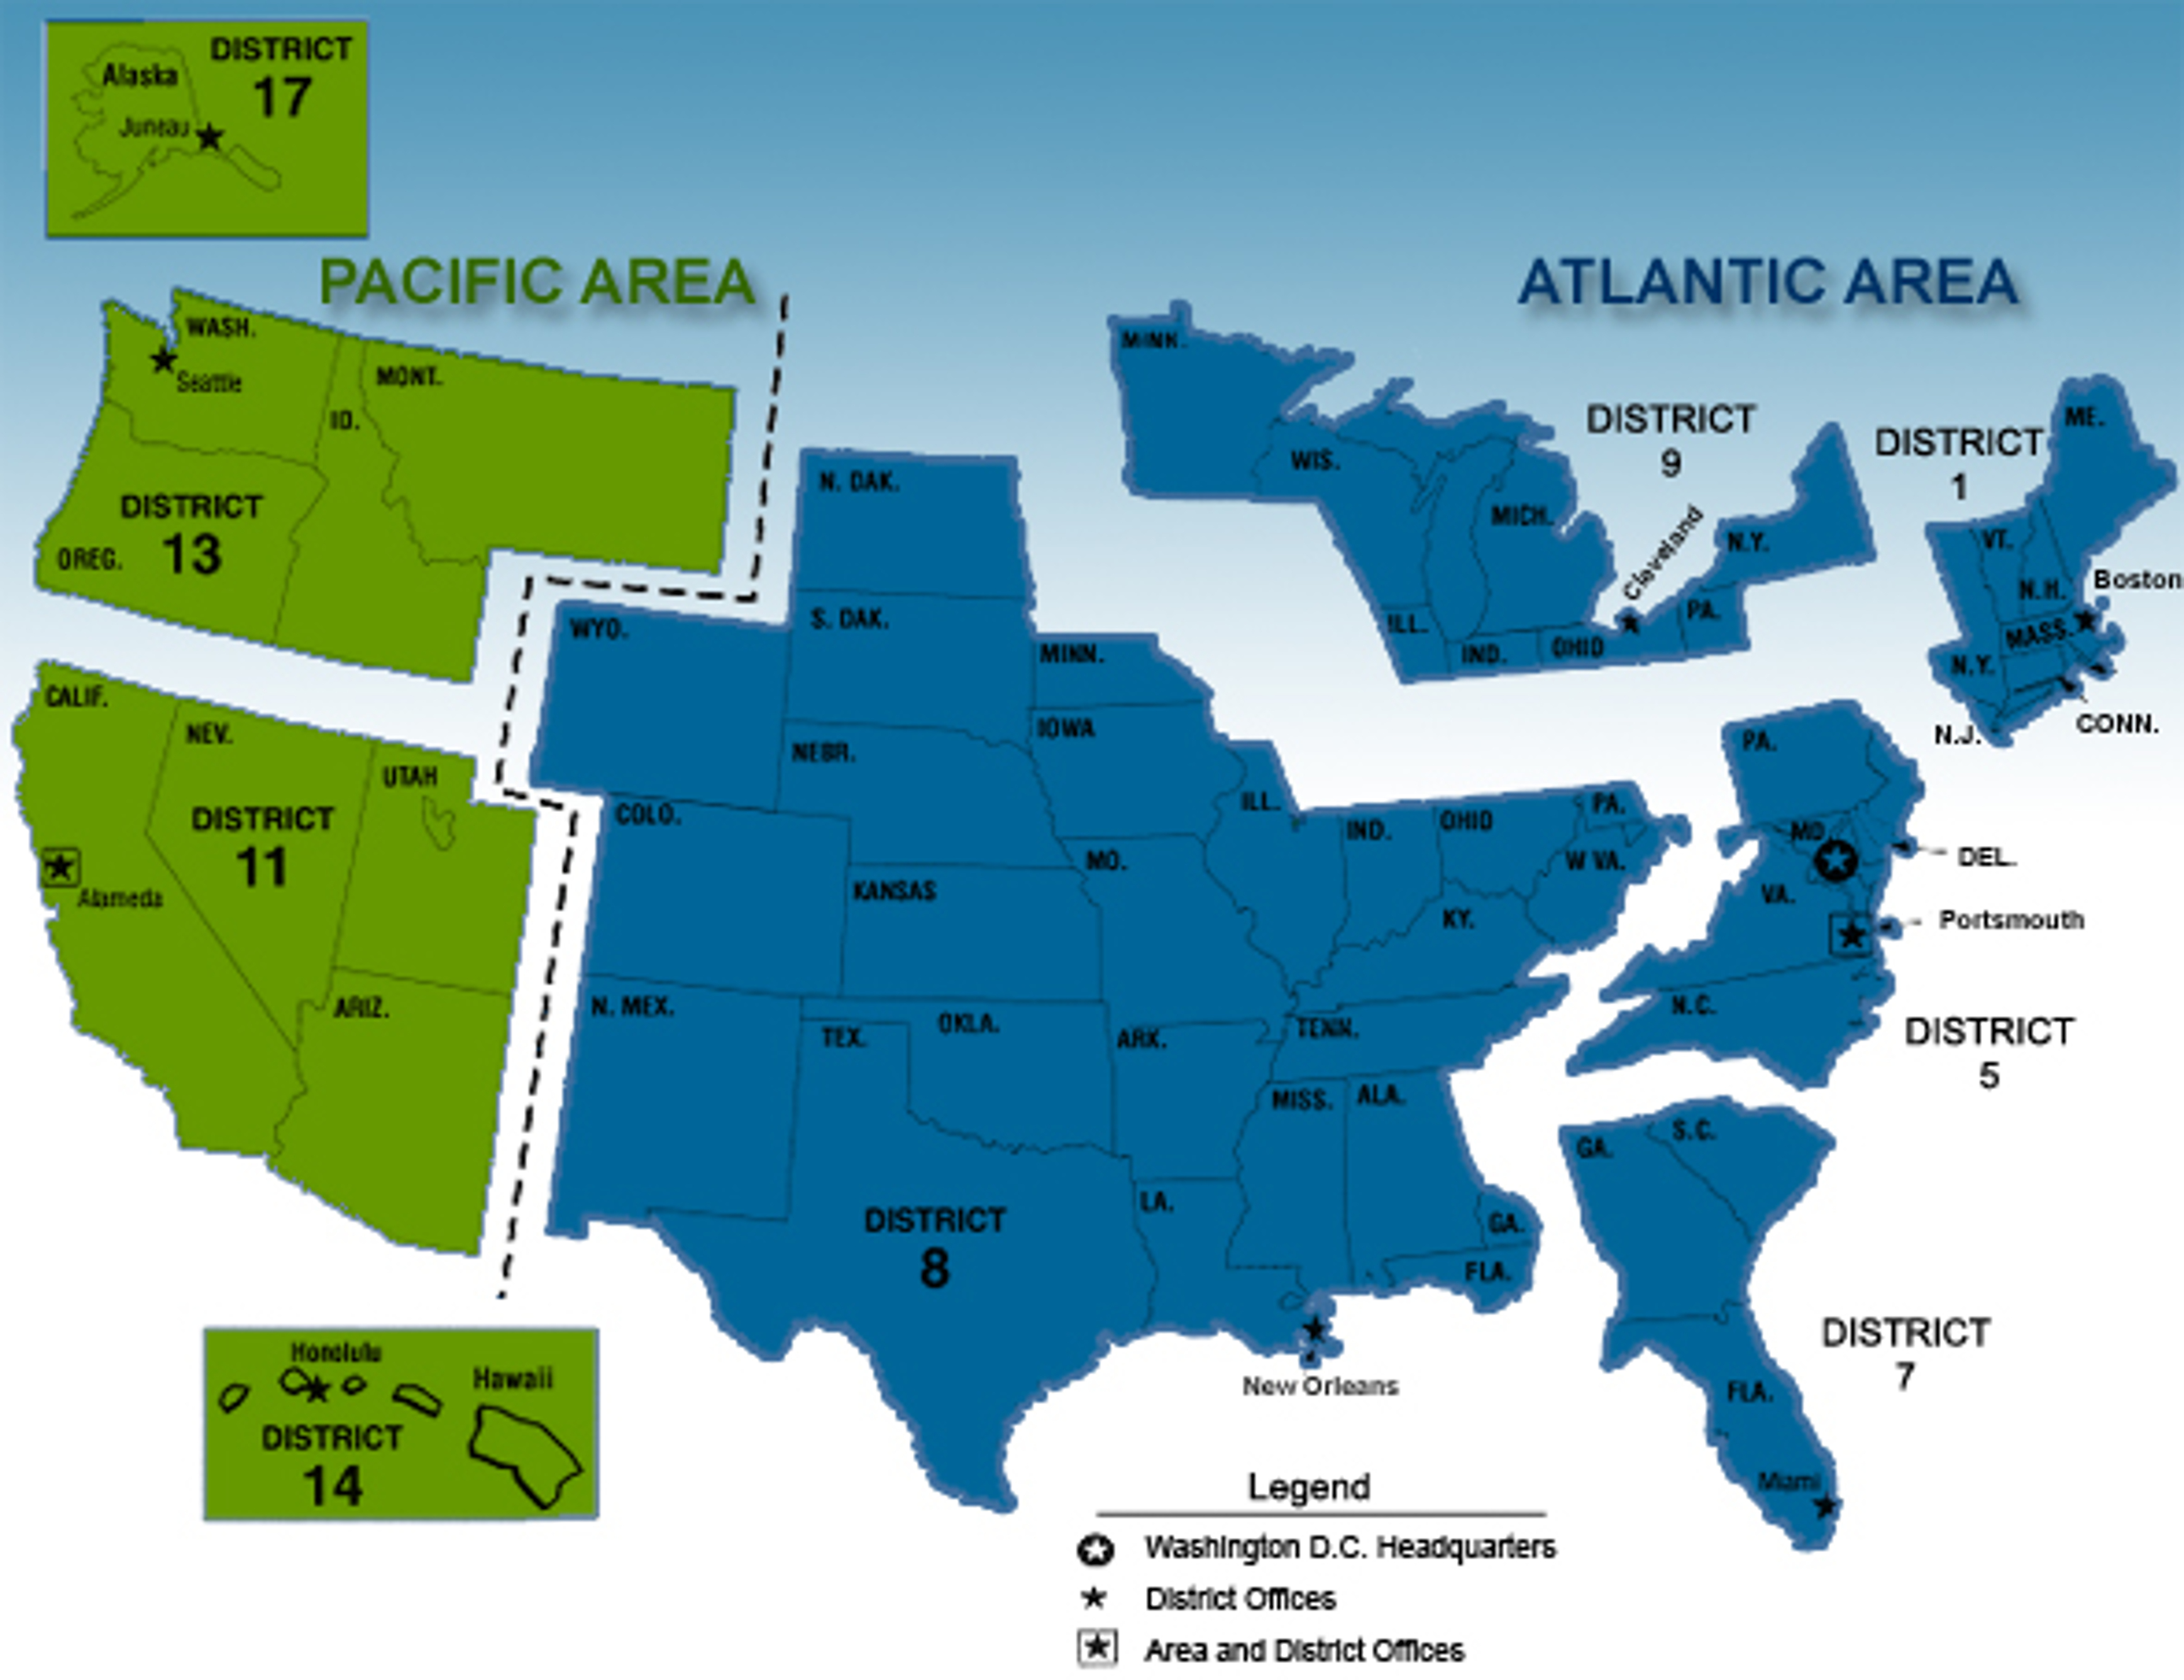 DISTRICT
17
Alaska
Juneau
PACIFIC AREA
ATLANTIC AREA
WASH.
Seattle
MONT.
ID.
DISTRICT
13
OREG.
CALIF.
NEV.
UTAH
DISTRICT
11
Alameda
ARIZ.
Honolulu
Hawaii
DISTRICT
14
N. DAK.
S. DAK.
WYO.
MINN.
IOWA
NEBR.
COLO.
ILL.
IND.
OHIO
PA.
W VA.
MO.
KANSAS
KY.
N. MEX.
TEX.
OKLA.
ARK.
TENN.
MISS.
ALA.
LA.
GA.
FLA.
DISTRICT
8
New Orleans
MINN.
WIS.
MICH.
DISTRICT
9
Cleveland
N.Y.
PA.
ILL.
IND.
OHIO
DISTRICT
1
ME.
VT.
N.H.
Boston
MASS.
N.Y.
CONN.
N.J.
PA.
MD.
DEL.
VA.
Portsmouth
N.C.
DISTRICT
5
GA.
S.C.
DISTRICT
7
FLA.
Miami
Legend
Washington D.C. Headquarters
District Offices
Area and District Offices